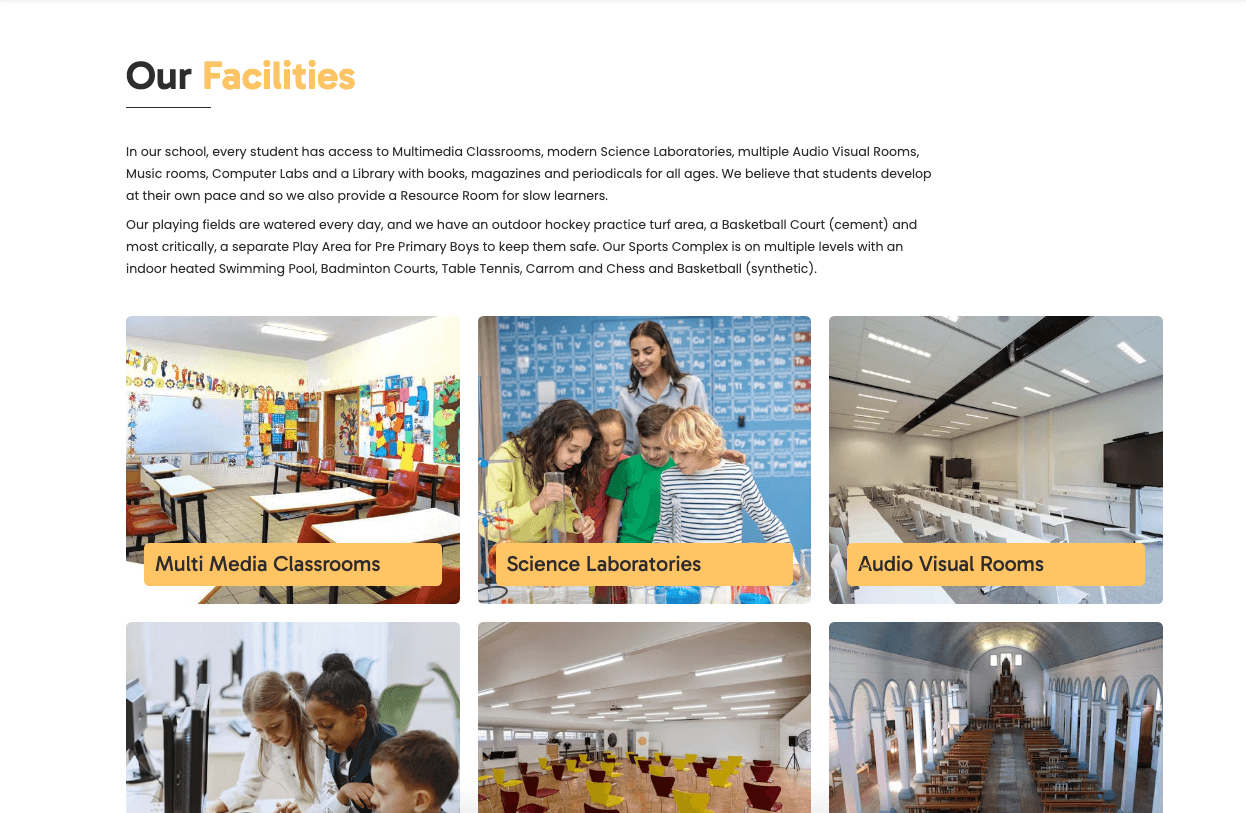 Our Facilities
In our school, every student has access to Multimedia Classrooms, modern Science Laboratories, multiple Audio Visual Rooms,
Music rooms, Computer Labs and a Library with books, magazines and periodicals for all ages. We believe that students develop
at their own pace and so we also provide a Resource Room for slow learners.
Our playing fields are watered every day, and we have an outdoor hockey practice turf area, a Basketball Court (cement) and
most critically, a separate Play Area for Pre Primary Boys to keep them safe. Our Sports Complex is on multiple levels with an
indoor heated Swimming Pool, Badminton Courts, Table Tennis, Carrom and Chess and Basketball (synthetic).
Multi Media Classrooms
Science Laboratories
Audio Visual Rooms